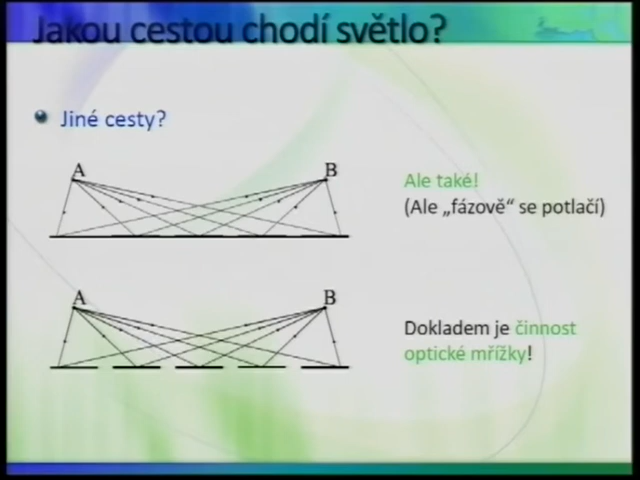 Jakou cestou chodí světlo?
Jiné cesty?
A
B
Ale také!
(Ale „fázově“ se potlačí)
A
B
Dokladem je činnost
optické mřížky!